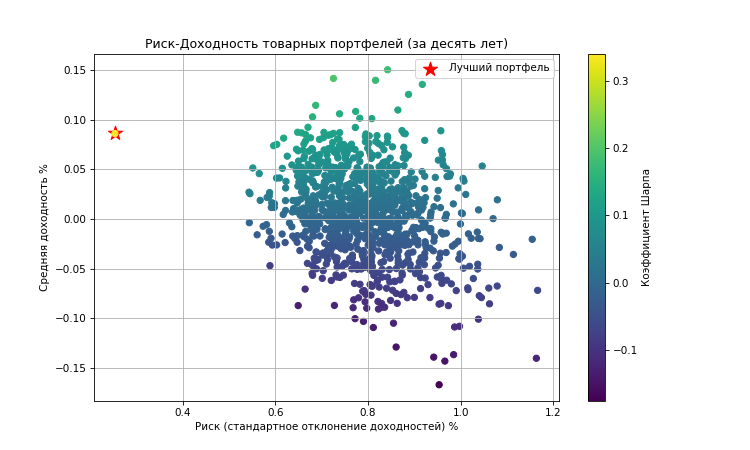 Риск-Доходность товарных портфелей (за десять лет)
Лучший портфель
Средняя доходность %
0.15
0.10
0.05
0.00
−0.05
−0.10
−0.15
0.4 0.6 0.8 1.0 1.2
Риск (стандартное отклонение доходностей) %
0.3
0.2
0.1
0.0
−0.1
Коэффициент Шарпа